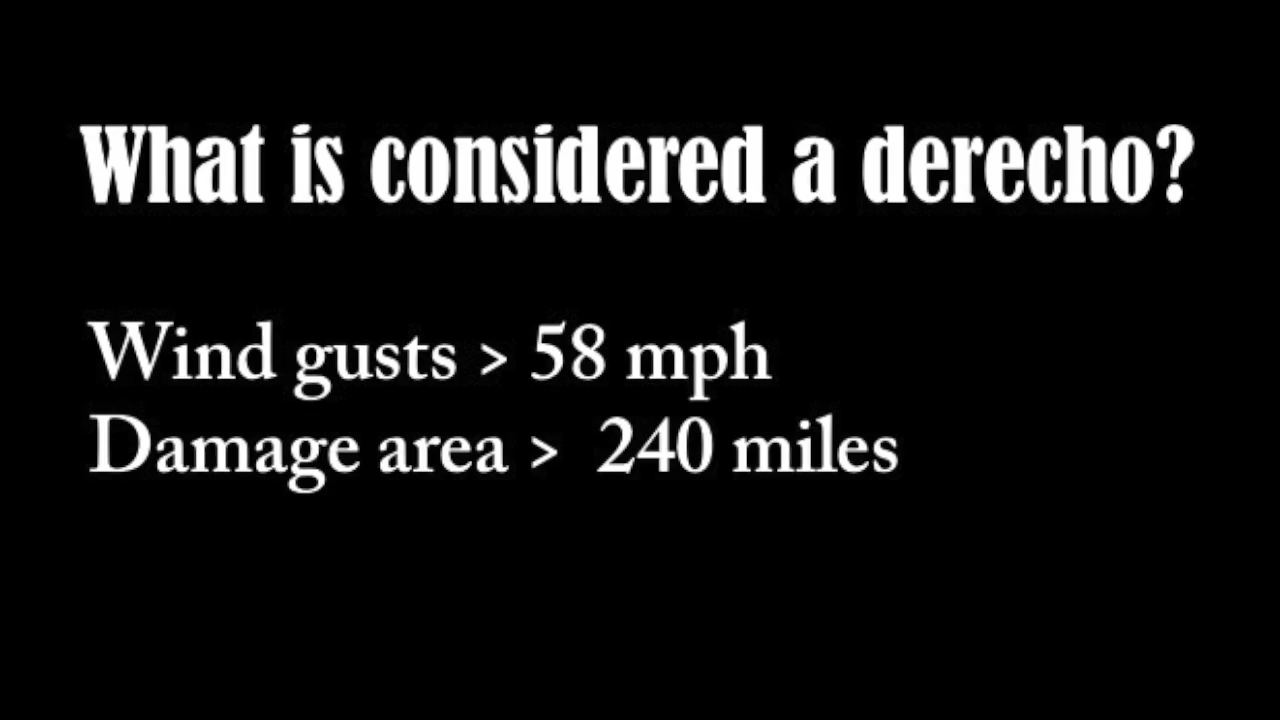 What is considered a derecho?
Wind gusts > 58 mph
Damage area > 240 miles